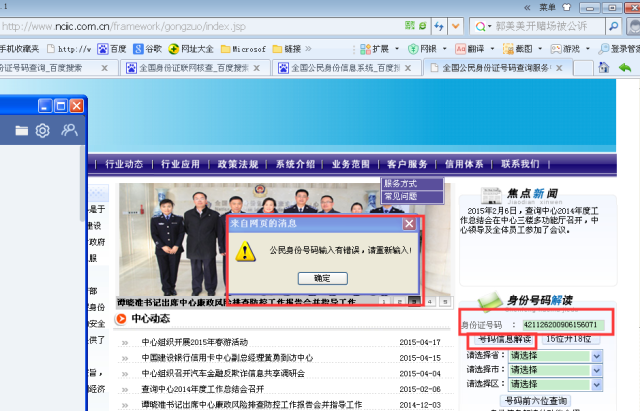 .1
« 菜单
http://www.nciic.com.cn/framework/gongzuo/index.jsp
郭美美开赌场被公诉
手机收藏夹 http://w 百度 谷歌 网址大全 Microsof 链接 » 扩展 网银 翻译 截图 游戏 登录管
份证号码查询_百度搜索 全国身份证联网核查_百度搜索 全国公民身份信息系统_百度搜 全国公民身份证号码查询服务
行业动态 | 行业应用 | 政策法规 | 系统介绍 | 业务范围 | 客户服务 | 信用体系 | 联系我们
服务方式
常见问题
来自网页的消息
公民身份号码输入有错误，请重新输入!
确定
谭晓准书记出席中心廉政风险排查防控工作报告会并指导工作
1 2 3 4 5
焦点新闻
Jiaodian xinwen
2015年2月6日，查询中心2014年度工作总结会在中心三楼多功能厅召开，中心领导及全体员工参加了会议。
中心动态
中心组织开展2015年春游活动 2015-04-17
中国建设银行信用卡中心副总经理黄勇到访中心 2015-04-15
中心组织召开汽车金融反欺诈信息共享调研会 2015-04-14
查询中心2014年度工作总结会召开 2015-02-06
谭晓准书记出席中心廉政风险排查防控工作报告会并指导工作 2014-12-03
身份号码解读
身份证号码 ： 421126200906156071
号码信息解读 15位升18位
请选择省： 请选择
请选择市： 请选择
请选择区： 请选择
号码前六位查询